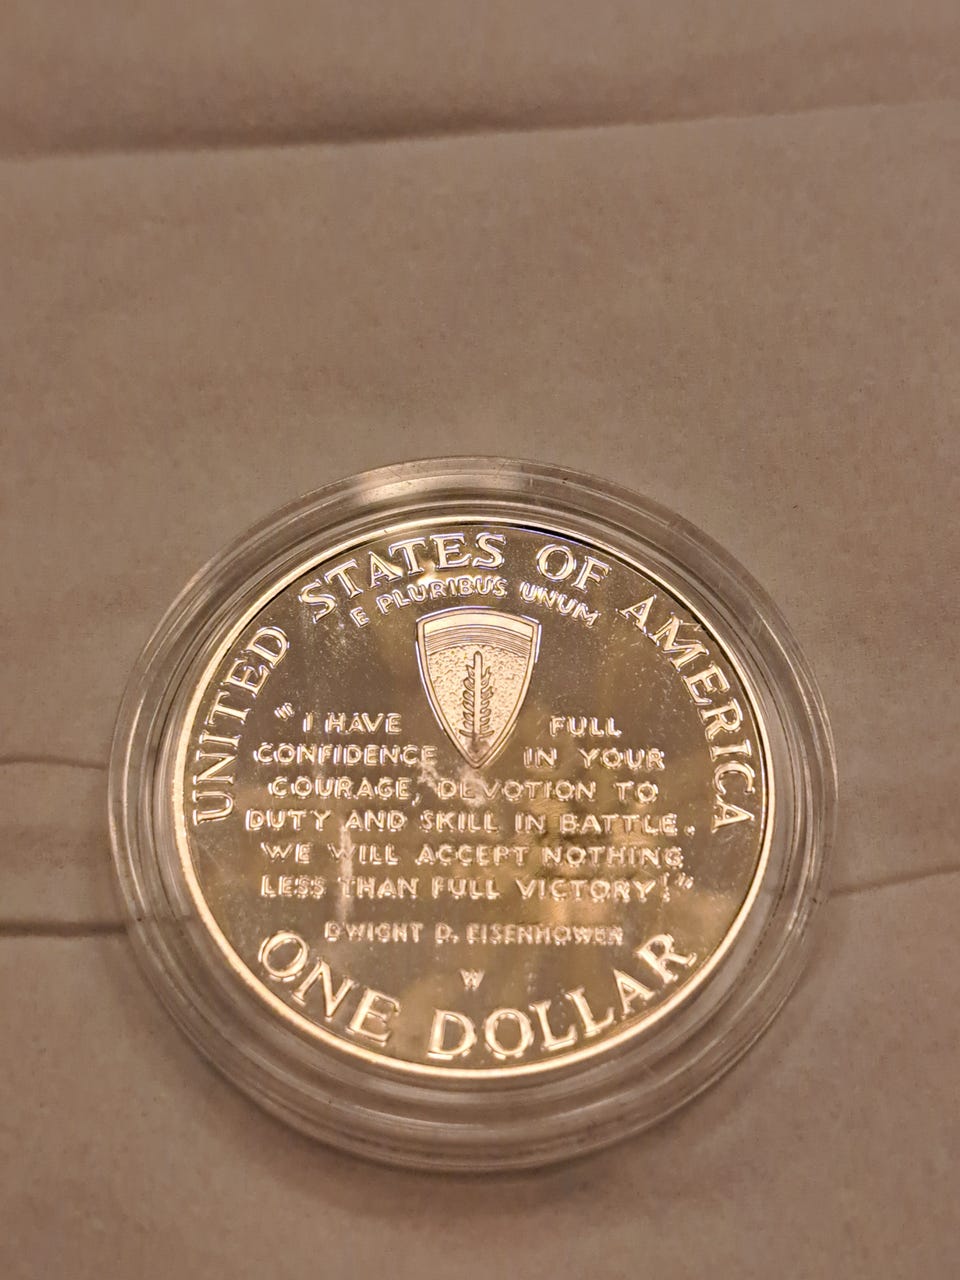 UNITED STATES OF AMERICA
E PLURIBUS UNUM
"I HAVE FULL
CONFIDENCE IN YOUR
COURAGE, DEVOTION TO
DUTY AND SKILL IN BATTLE.
WE WILL ACCEPT NOTHING
LESS THAN FULL VICTORY!"
DWIGHT D. EISENHOWER
W
ONE DOLLAR